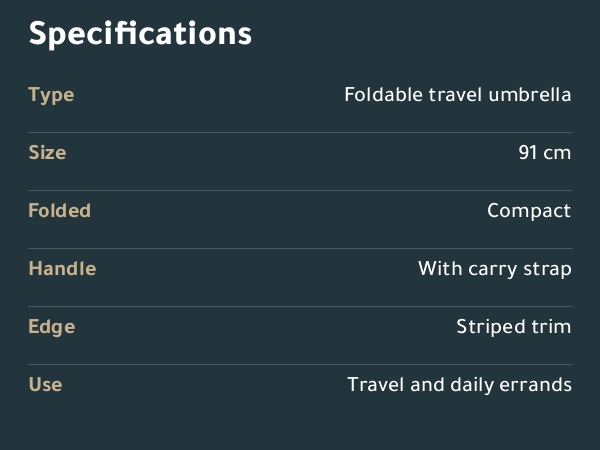 Specifications
Type Foldable travel umbrella
Size 91 cm
Folded Compact
Handle With carry strap
Edge Striped trim
Use Travel and daily errands